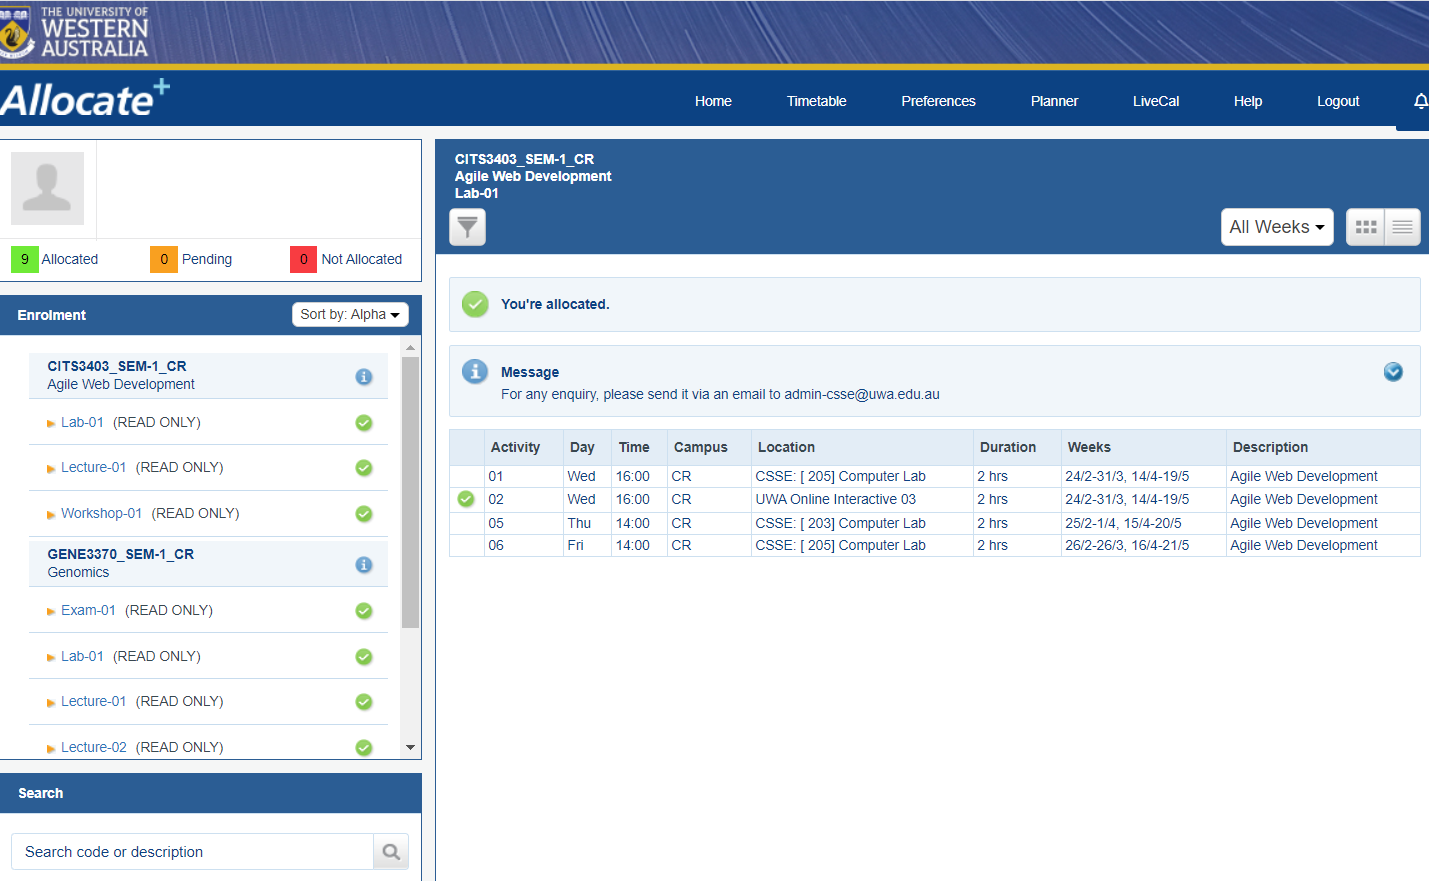 THE UNIVERSITY OF
WESTERN
AUSTRALIA
Allocate+
Home Timetable Preferences Planner LiveCal Help Logout
9 Allocated 0 Pending 0 Not Allocated
Enrolment Sort by: Alpha
CITS3403_SEM-1_CR
Agile Web Development
Lab-01 (READ ONLY)
Lecture-01 (READ ONLY)
Workshop-01 (READ ONLY)
GENE3370_SEM-1_CR
Genomics
Exam-01 (READ ONLY)
Lab-01 (READ ONLY)
Lecture-01 (READ ONLY)
Lecture-02 (READ ONLY)
Search
Search code or description
CITS3403_SEM-1_CR
Agile Web Development
Lab-01
All Weeks
You're allocated.
Message
For any enquiry, please send it via an email to admin-csse@uwa.edu.au
Activity Day Time Campus Location Duration Weeks Description
01 Wed 16:00 CR CSSE: [ 205] Computer Lab 2 hrs 24/2-31/3, 14/4-19/5 Agile Web Development
02 Wed 16:00 CR UWA Online Interactive 03 2 hrs 24/2-31/3, 14/4-19/5 Agile Web Development
05 Thu 14:00 CR CSSE: [ 203] Computer Lab 2 hrs 25/2-1/4, 15/4-20/5 Agile Web Development
06 Fri 14:00 CR CSSE: [ 205] Computer Lab 2 hrs 26/2-26/3, 16/4-21/5 Agile Web Development